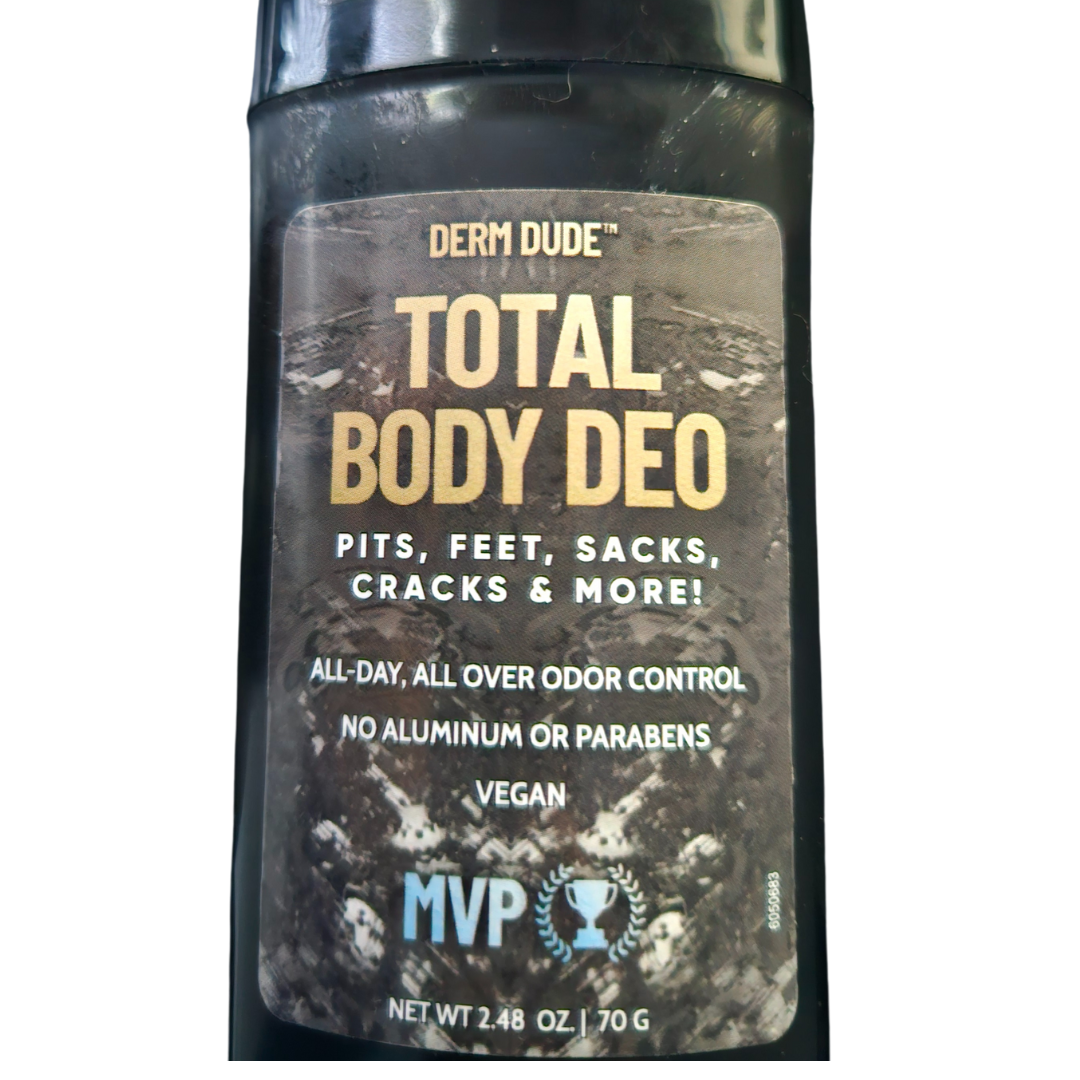 DERM DUDE™
TOTAL
BODY DEO
PITS, FEET, SACKS,
CRACKS & MORE!
ALL-DAY, ALL OVER ODOR CONTROL
NO ALUMINUM OR PARABENS
VEGAN
MVP
6050683
NET WT 2.48 OZ. | 70 G